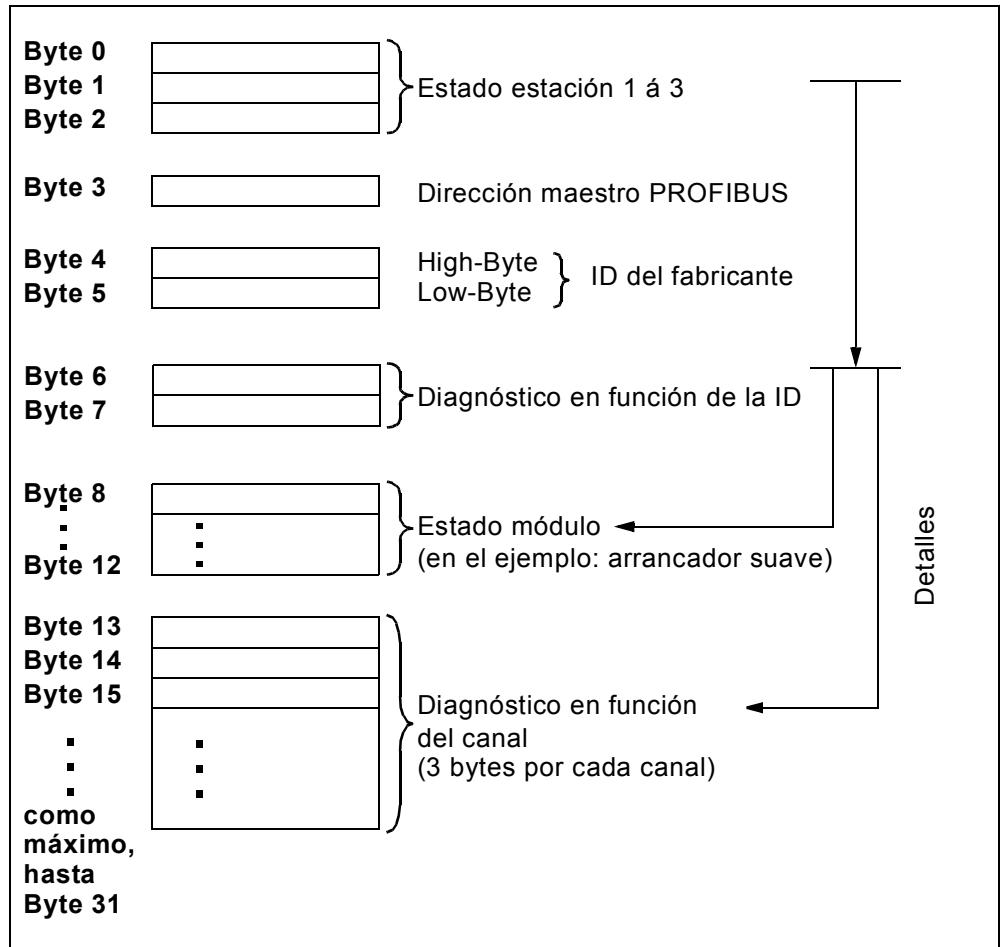 Byte 0
Byte 1
Byte 2
Estado estación 1 á 3
Byte 3
Dirección maestro PROFIBUS
Byte 4
Byte 5
High-Byte
Low-Byte
ID del fabricante
Byte 6
Byte 7
Diagnóstico en función de la ID
Byte 8
Byte 12
Estado módulo
(en el ejemplo: arrancador suave)
Detalles
Byte 13
Byte 14
Byte 15
Diagnóstico en función
del canal
(3 bytes por cada canal)
como
máximo,
hasta
Byte 31